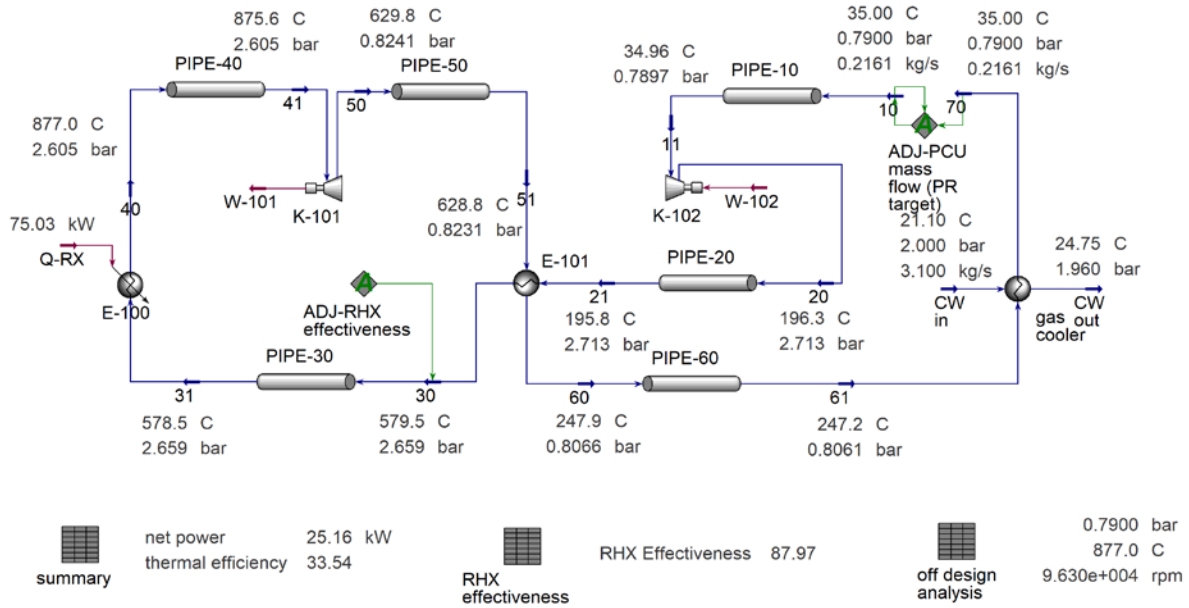 875.6 C
2.605 bar
PIPE-40
41
629.8 C
0.8241 bar
PIPE-50
50
34.96 C
0.7897 bar
PIPE-10
11
35.00 C
0.7900 bar
0.2161 kg/s
10
35.00 C
0.7900 bar
0.2161 kg/s
70
A
ADJ-PCU
mass
flow (PR
target)
877.0 C
2.605 bar
40
W-101
K-101
51
628.8 C
0.8231 bar
K-102
W-102
75.03 kW
Q-RX
E-100
A
ADJ-RHX
effectiveness
E-101
21
PIPE-20
20
195.8 C
2.713 bar
196.3 C
2.713 bar
21.10 C
2.000 bar
3.100 kg/s
CW
in
gas
cooler
24.75 C
1.960 bar
CW
out
31
PIPE-30
30
578.5 C
2.659 bar
579.5 C
2.659 bar
60
PIPE-60
61
247.9 C
0.8066 bar
247.2 C
0.8061 bar
summary
net power 25.16 kW
thermal efficiency 33.54
RHX
effectiveness
RHX Effectiveness 87.97
off design
analysis
0.7900 bar
877.0 C
9.630e+004 rpm